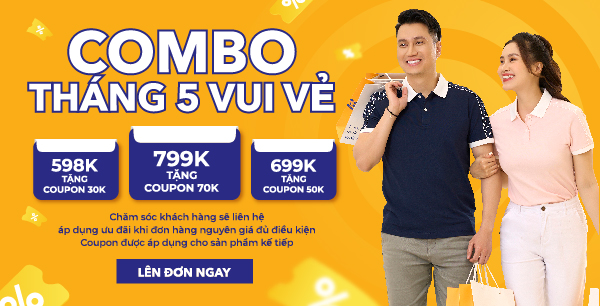 COMBO
THÁNG 5 VUI VẺ
598K
TẶNG
COUPON 30K
799K
TẶNG
COUPON 70K
699K
TẶNG
COUPON 50K
Chăm sóc khách hàng sẽ liên hệ
áp dụng ưu đãi khi đơn hàng nguyên giá đủ điều kiện
Coupon được áp dụng cho sản phẩm kế tiếp
LÊN ĐƠN NGAY